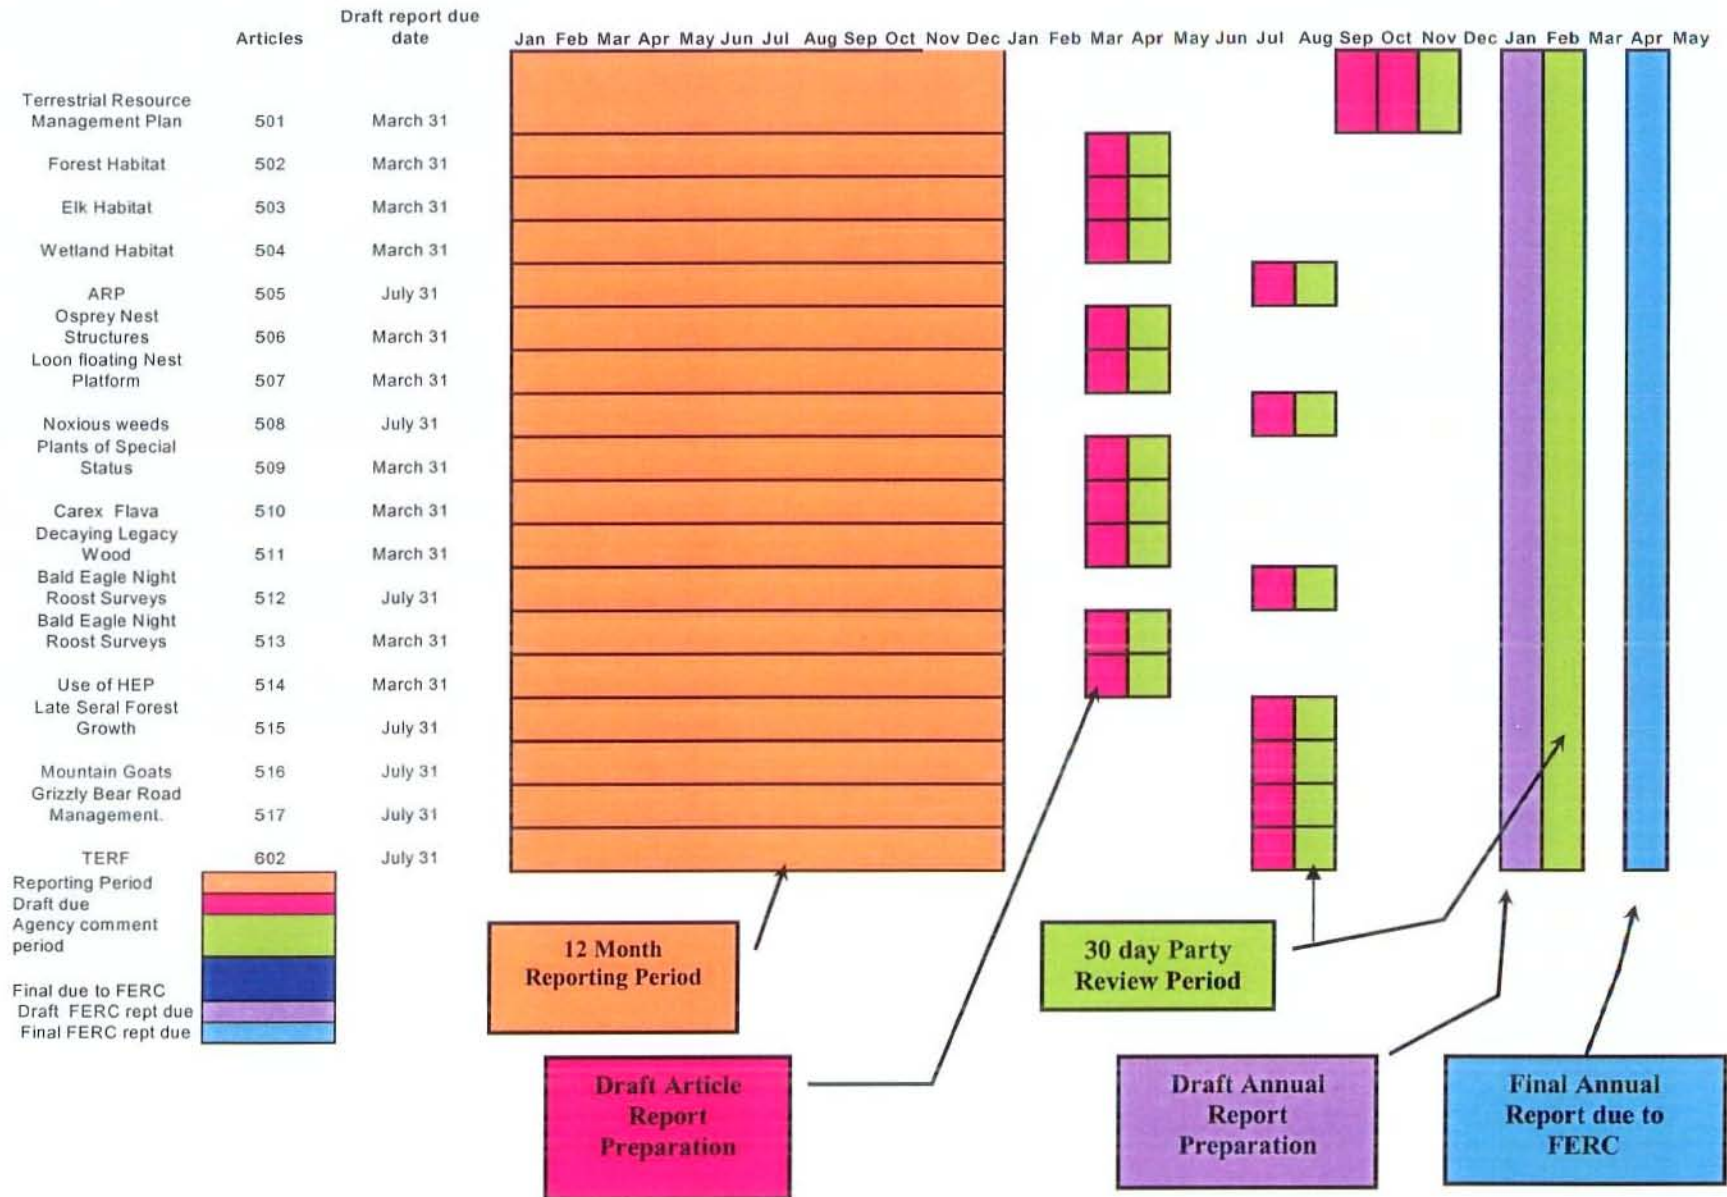 Draft report due
Articles date Jan Feb Mar Apr May Jun Jul Aug Sep Oct Nov Dec Jan Feb Mar Apr May Jun Jul Aug Sep Oct Nov Dec Jan Feb Mar Apr May
Terrestrial Resource
Management Plan 501 March 31
Forest Habitat 502 March 31
Elk Habitat 503 March 31
Wetland Habitat 504 March 31
ARP 505 July 31
Osprey Nest
Structures 506 March 31
Loon floating Nest
Platform 507 March 31
Noxious weeds 508 July 31
Plants of Special
Status 509 March 31
Carex Flava 510 March 31
Decaying Legacy
Wood 511 March 31
Bald Eagle Night
Roost Surveys 512 July 31
Bald Eagle Night
Roost Surveys 513 March 31
Use of HEP 514 March 31
Late Seral Forest
Growth 515 July 31
Mountain Goats 516 July 31
Grizzly Bear Road
Management. 517 July 31
TERF 602 July 31
Reporting Period
Draft due
Agency comment
period
Final due to FERC
Draft FERC rept due
Final FERC rept due
12 Month
Reporting Period
30 day Party
Review Period
Draft Article
Report
Preparation
Draft Annual
Report
Preparation
Final Annual
Report due to
FERC